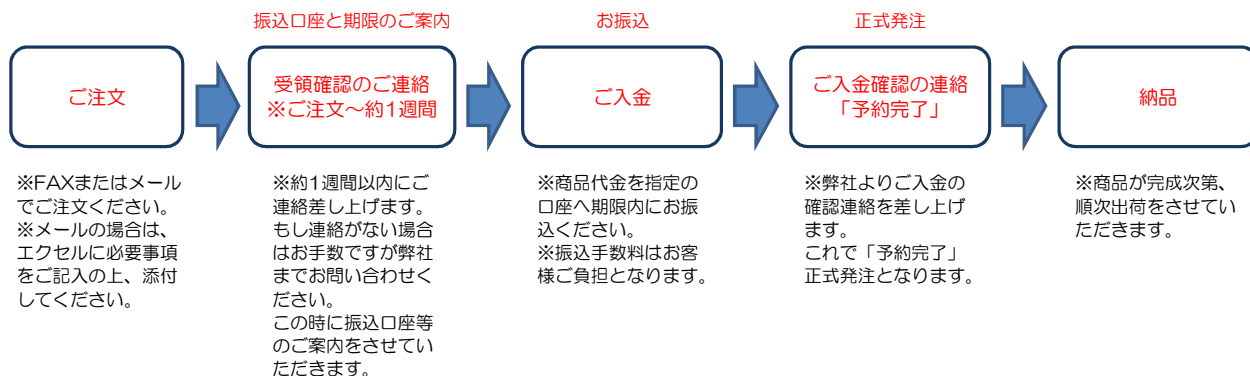 振込口座と期限のご案内
お振込
正式発注
ご注文
受領確認のご連絡
※ご注文～約1週間
ご入金
ご入金確認の連絡
「予約完了」
納品
※FAXまたはメール
でご注文ください。
※メールの場合は、
エクセルに必要事項
をご記入の上、添付
してください。
※約1週間以内にご
連絡差し上げます。
もし連絡がない場合
はお手数ですが弊社
までお問い合わせく
ださい。
この時に振込口座等
のご案内をさせてい
ただきます。
※商品代金を指定の
口座へ期限内にお振
込ください。
※振込手数料はお客
様ご負担となります。
※弊社よりご入金の
確認連絡を差し上げ
ます。
これで「予約完了」
正式発注となります。
※商品が完成次第、
順次出荷をさせてい
ただきます。